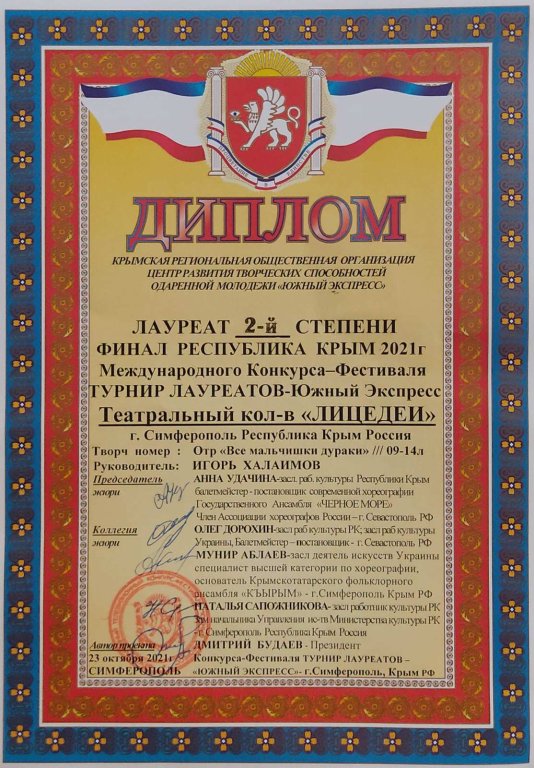 ДИПЛОМ
КРЫМСКАЯ РЕГИОНАЛЬНАЯ ОБЩЕСТВЕННАЯ ОРГАНИЗАЦИЯ
ЦЕНТР РАЗВИТИЯ ТВОРЧЕСКИХ СПОСОБНОСТЕЙ
ОДАРЕННОЙ МОЛОДЕЖИ «ЮЖНЫЙ ЭКСПРЕСС»
ЛАУРЕАТ 2-й СТЕПЕНИ
ФИНАЛ РЕСПУБЛИКА КРЫМ 2021г
Международного Конкурса–Фестиваля
ТУРНИР ЛАУРЕАТОВ-Южный Экспресс
Театральный кол-в «ЛИЦЕДЕИ»
г. Симферополь Республика Крым Россия
Творч номер : Отр «Все мальчишки дураки» /// 09-14л
Руководитель: ИГОРЬ ХАЛАИМОВ
Председатель АННА УДАЧИНА-засл. раб. культуры Республики Крым
жюри балетмейстер - постановщик современной хореографии
Государственного Ансамбля «ЧЕРНОЕ МОРЕ»
Член Ассоциации хореографов России – г. Севастополь РФ
Коллегия ОЛЕГ ДОРОХИН-засл раб культуры РК; засл раб культуры
жюри Украины, Балетмейстер – постановщик - г. Севастополь РФ
МУНИР АБЛАЕВ-засл деятель искусств Украины
специалист высшей категории по хореографии,
основатель Крымскотатарского фольклорного
ансамбля «КЪЫРЫМ» - г.Симферополь Крым РФ
НАТАЛЬЯ САПОЖНИКОВА-засл работник культуры РК
Зам начальника Управления ис-тв Министерства культуры РК
г. Симферополь Республика Крым Россия
Автор проекта ДМИТРИЙ БУДАЕВ - Президент
23 октября 2021г Конкурса-Фестиваля ТУРНИР ЛАУРЕАТОВ –
СИМФЕРОПОЛЬ «ЮЖНЫЙ ЭКСПРЕСС»- г.Симферополь, Крым РФ